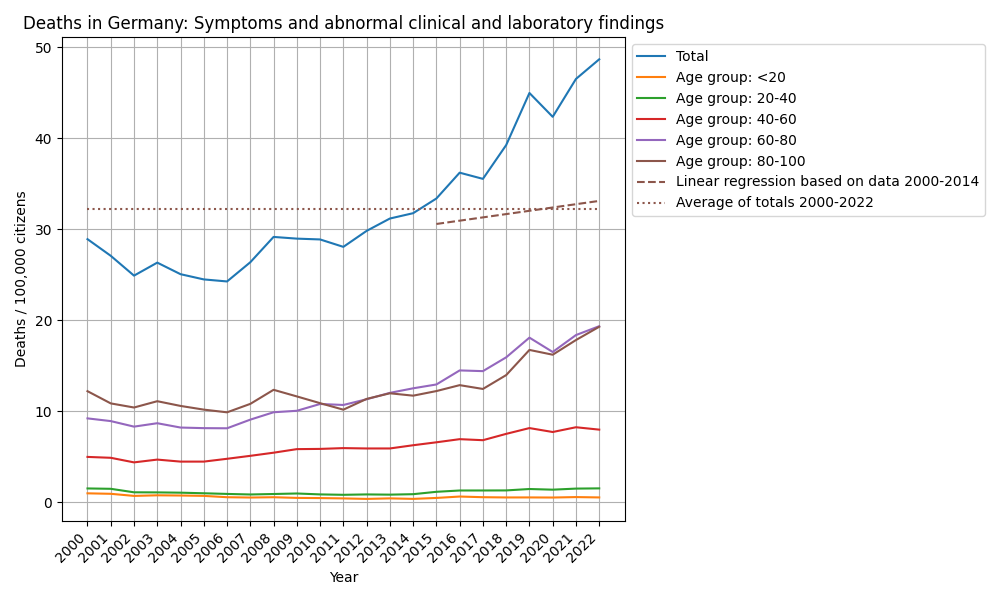 Deaths in Germany: Symptoms and abnormal clinical and laboratory findings
Deaths / 100,000 citizens
50
40
30
20
10
0
2000
2001
2002
2003
2004
2005
2006
2007
2008
2009
2010
2011
2012
2013
2014
2015
2016
2017
2018
2019
2020
2021
2022
Year
Total
Age group: <20
Age group: 20-40
Age group: 40-60
Age group: 60-80
Age group: 80-100
Linear regression based on data 2000-2014
Average of totals 2000-2022